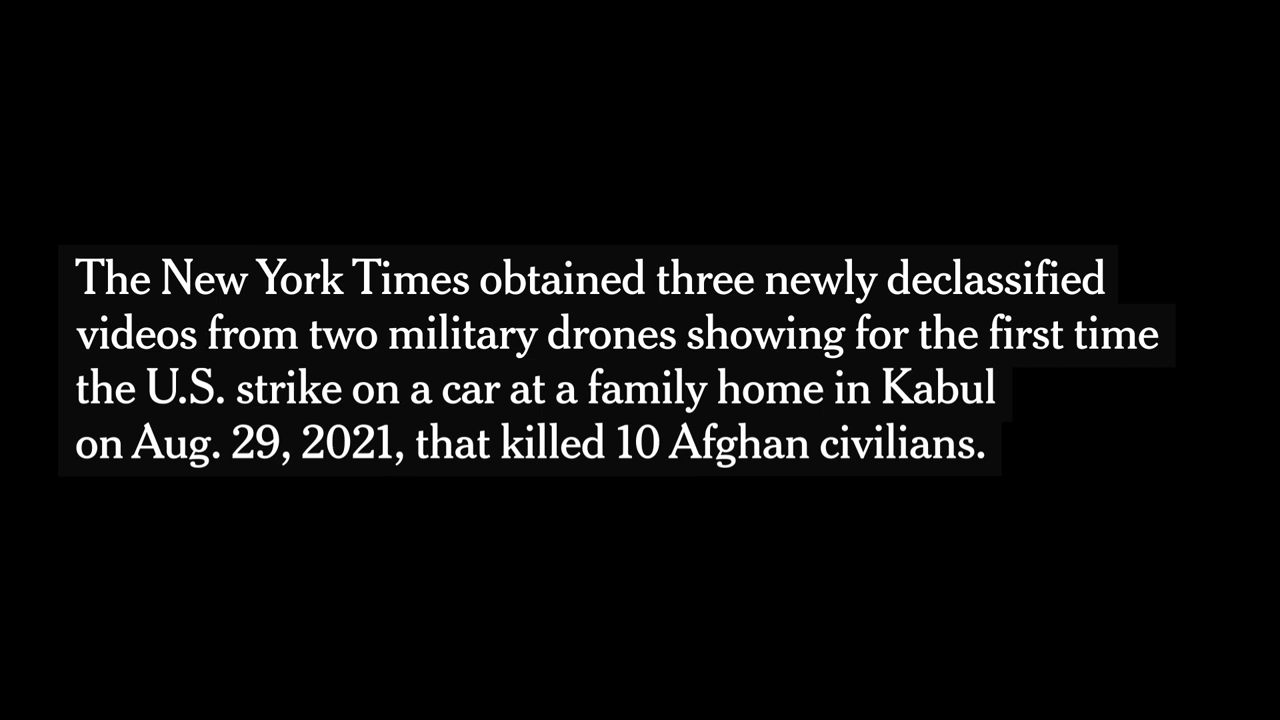 The New York Times obtained three newly declassified
videos from two military drones showing for the first time
the U.S. strike on a car at a family home in Kabul
on Aug. 29, 2021, that killed 10 Afghan civilians.